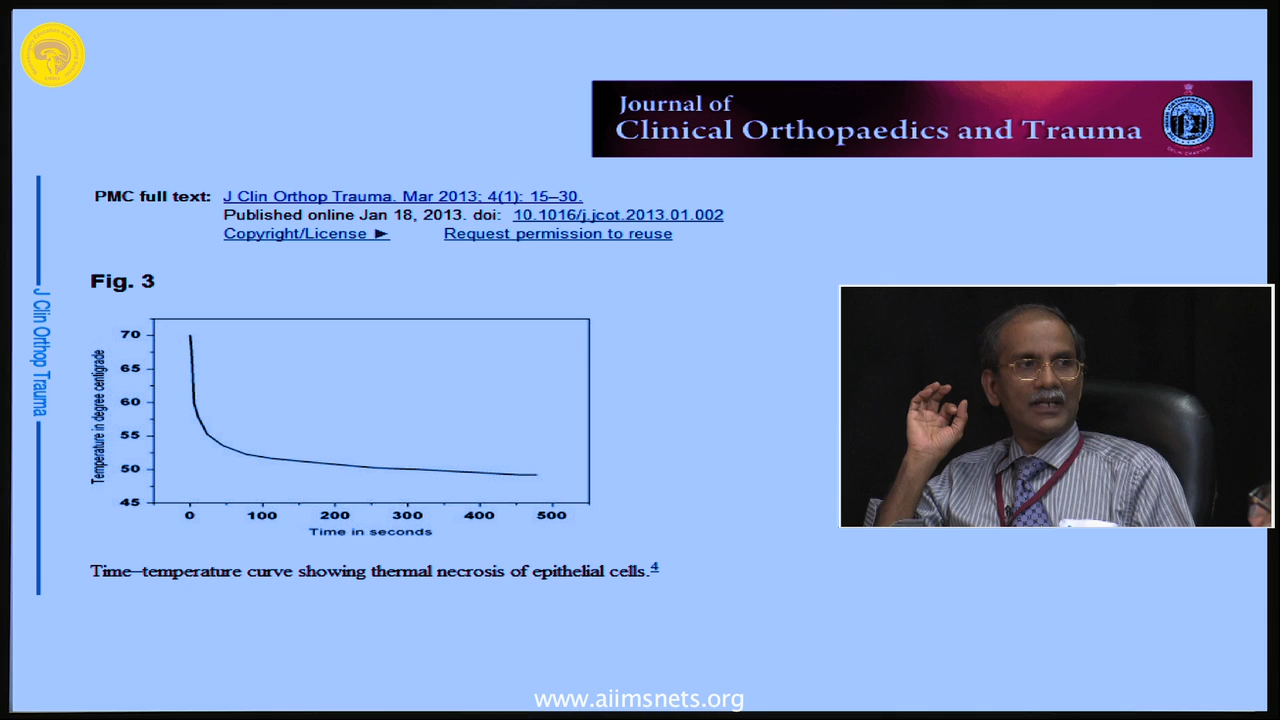 Journal of
Clinical Orthopaedics and Trauma
DELHI CHAPTER
PMC full text: J Clin Orthop Trauma. Mar 2013; 4(1): 15–30.
Published online Jan 18, 2013. doi: 10.1016/j.jcot.2013.01.002
Copyright/License ► Request permission to reuse
J Clin Orthop Trauma
Fig. 3
Temperature in degree centigrade
70
65
60
55
50
45
0 100 200 300 400 500
Time in seconds
Time–temperature curve showing thermal necrosis of epithelial cells.4
www.aiimsnets.org